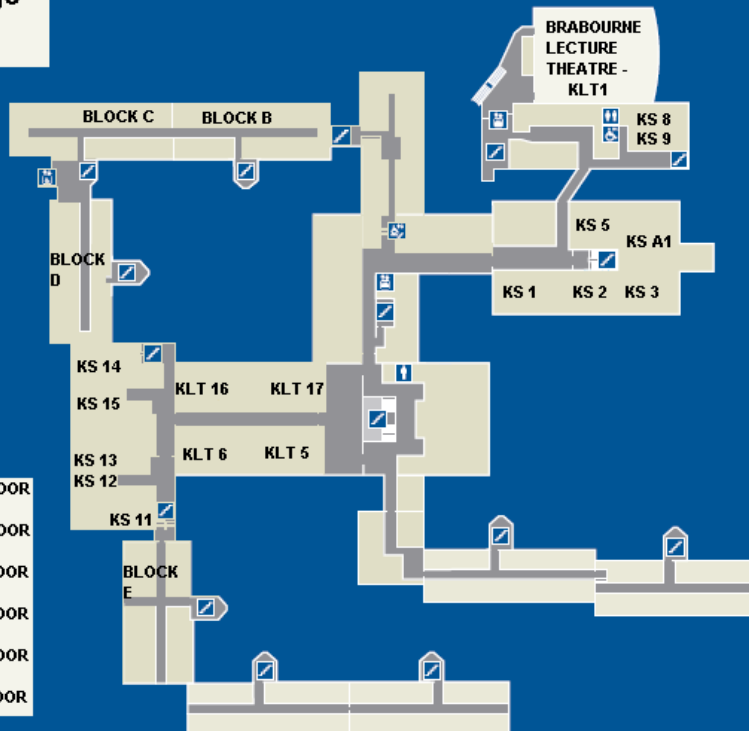 BRABOURNE
LECTURE
THEATRE -
KLT1
BLOCK C
BLOCK B
KS 8
KS 9
KS 5
KS A1
BLOCK
D
KS 1
KS 2
KS 3
KS 14
KLT 16
KLT 17
KS 15
KLT 6
KLT 5
KS 13
KS 12
KS 11
BLOCK
E
OOR
OOR
OOR
OOR
OOR
OOR